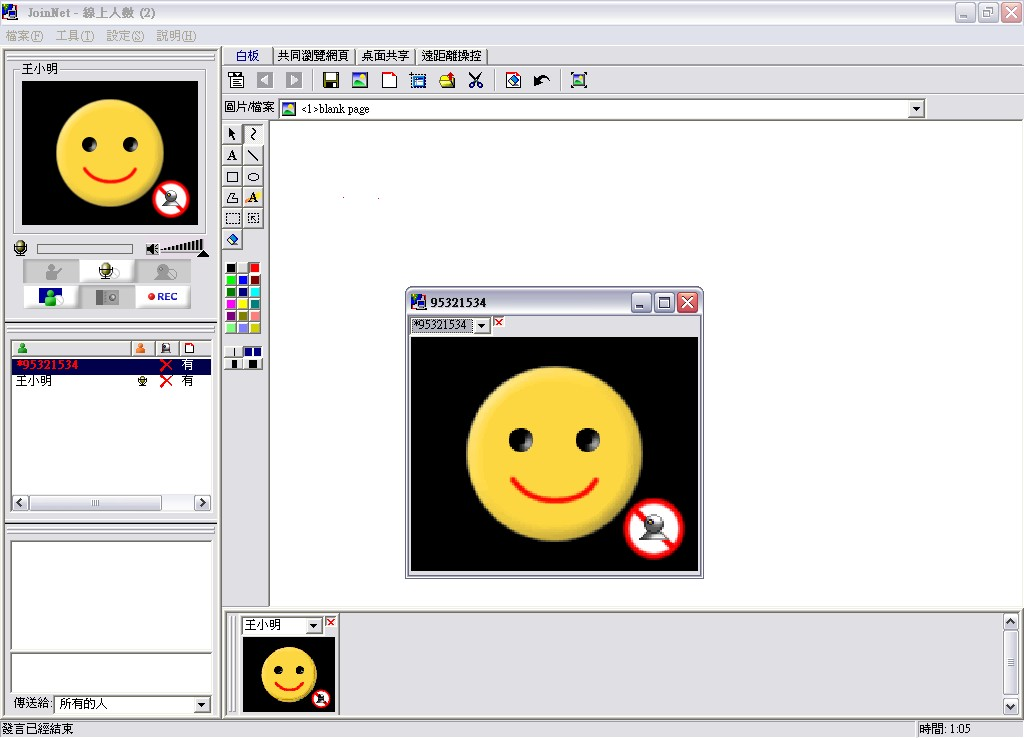 JoinNet - 線上人數 (2)
檔案(F) 工具(T) 設定(S) 說明(H)
王小明
REC
*95321534 有
王小明 有
傳送給: 所有的人
白板 共同瀏覽網頁 桌面共享 遠距離操控
圖片/檔案 <1>blank page
A
A
95321534
*95321534
王小明
發言已經結束 時間: 1:05